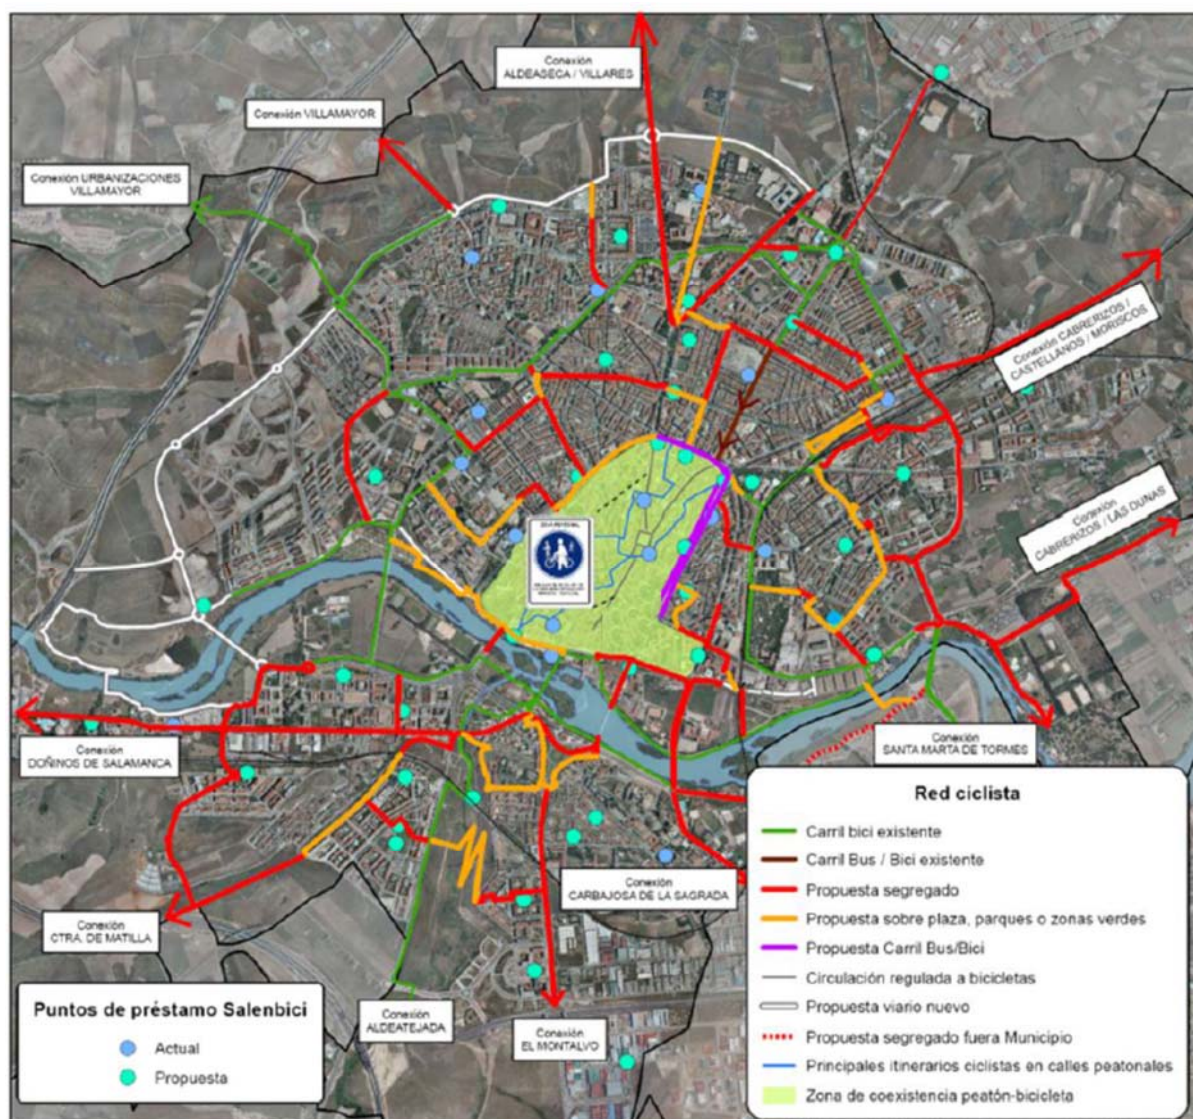 Conexión
ALDEASECA / VILLARES
Conexión VILLAMAYOR
Conexión URBANIZACIONES
VILLAMAYOR
Conexión CABRERIZOS /
CASTELLANOS / MORISCOS
Conexión
CABRERIZOS / LAS DUNAS
Conexión
SANTA MARTA DE TORMES
Conexión
DOÑINOS DE SALAMANCA
Conexión
CARBAJOSA DE LA SAGRADA
Conexión
CTRA. DE MATILLA
Conexión
ALDEATEJADA
Conexión
EL MONTALVO
Puntos de préstamo Salenbici
Actual
Propuesta
Red ciclista
Carril bici existente
Carril Bus / Bici existente
Propuesta segregado
Propuesta sobre plaza, parques o zonas verdes
Propuesta Carril Bus/Bici
Circulación regulada a bicicletas
Propuesta viario nuevo
Propuesta segregado fuera Municipio
Principales itinerarios ciclistas en calles peatonales
Zona de coexistencia peatón-bicicleta